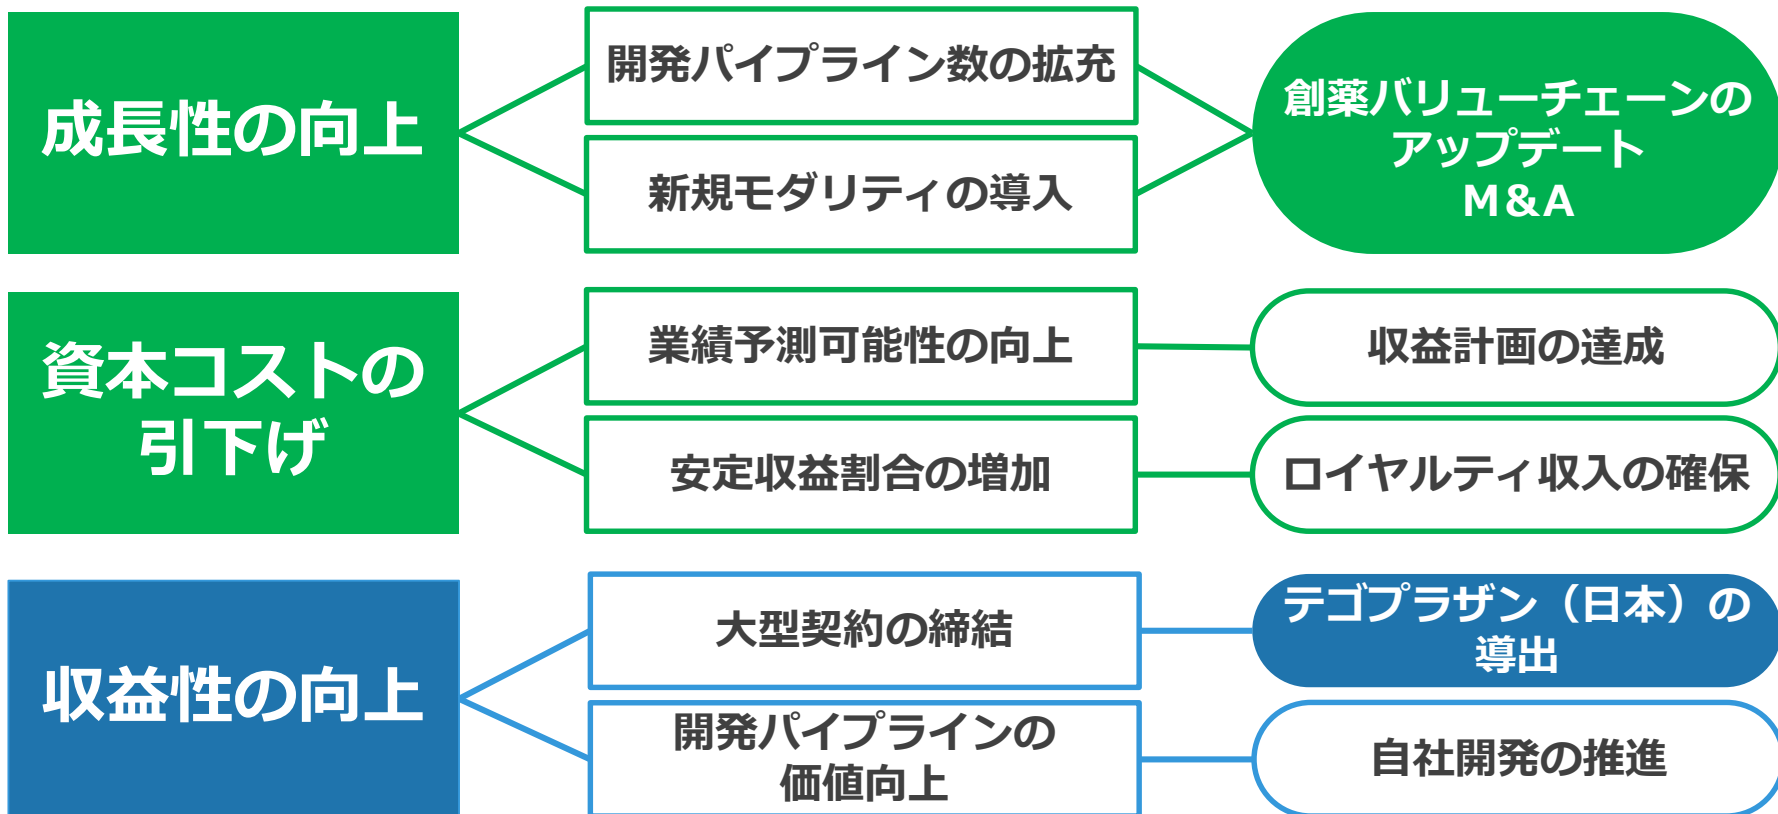 成長性の向上
開発パイプライン数の拡充
新規モダリティの導入
創薬バリューチェーンの
アップデート
M&A
資本コストの
引下げ
業績予測可能性の向上
収益計画の達成
安定収益割合の増加
ロイヤルティ収入の確保
収益性の向上
大型契約の締結
テゴプラザン（日本）の
導出
開発パイプラインの
価値向上
自社開発の推進